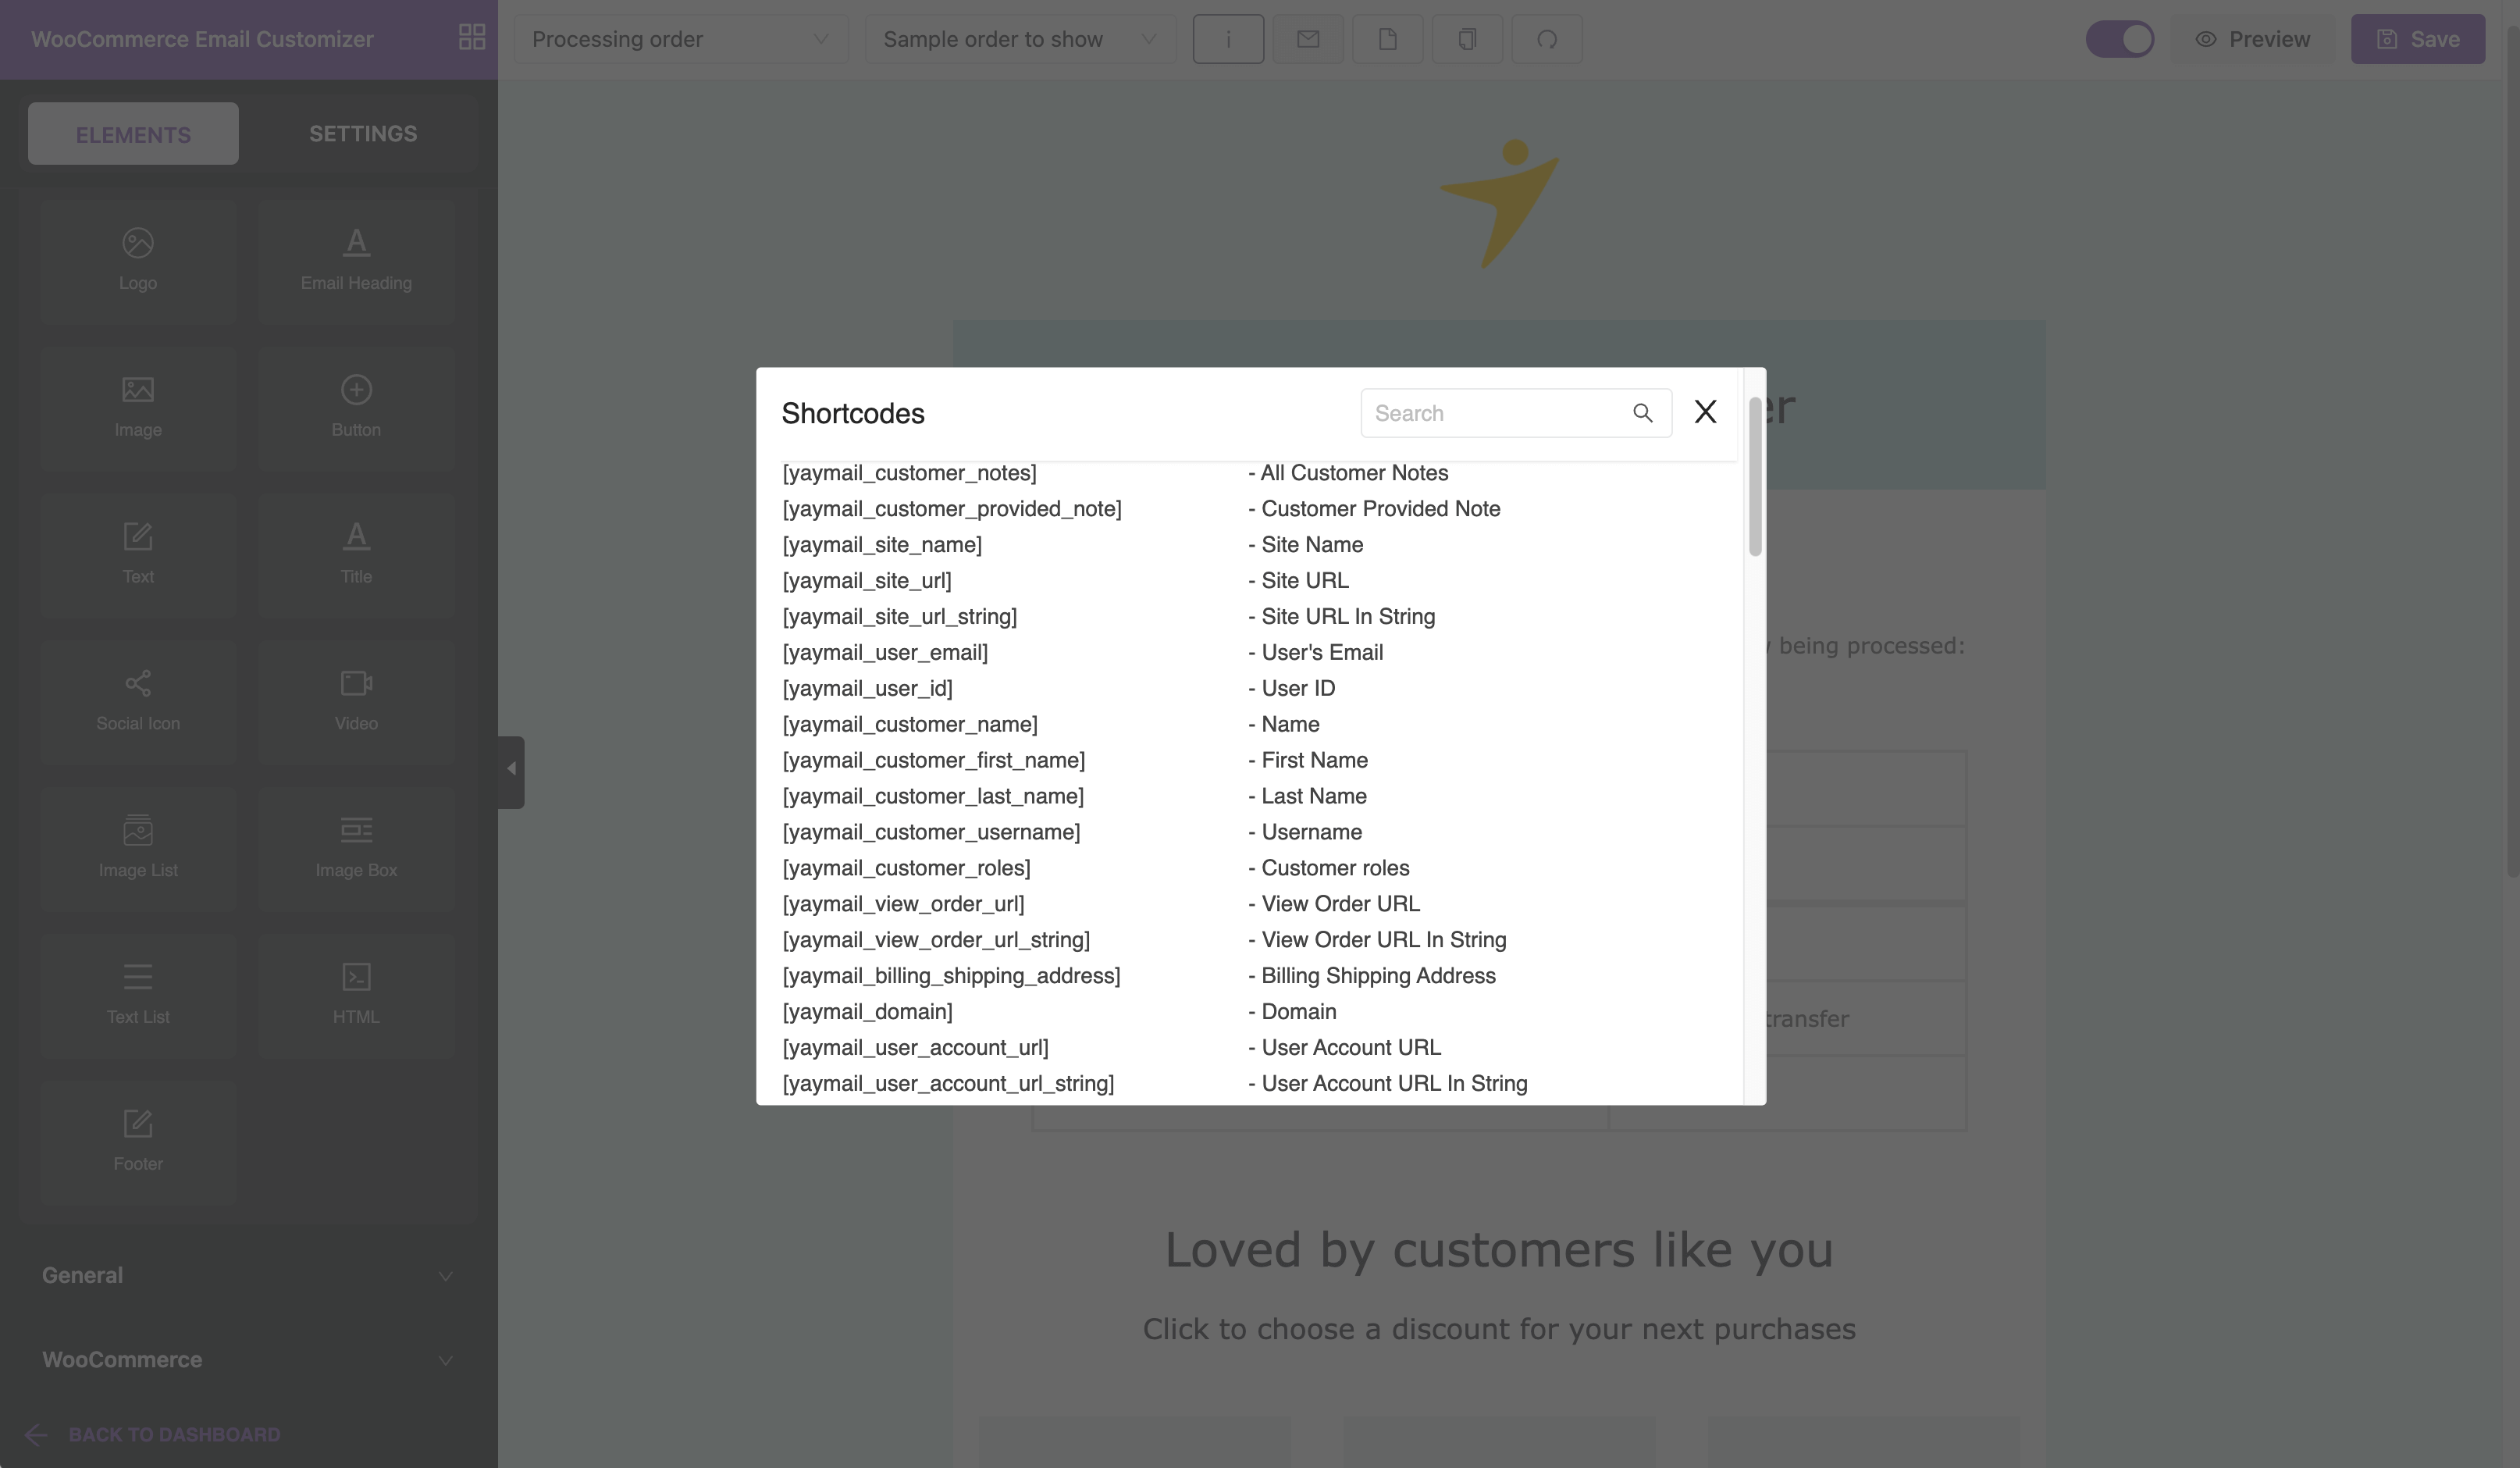 WooCommerce Email Customizer
Processing order
Sample order to show
Preview
Save
ELEMENTS
SETTINGS
Logo
Email Heading
Image
Button
Text
Title
Social Icon
Video
Image List
Image Box
Text List
HTML
Footer
General
WooCommerce
BACK TO DASHBOARD
Shortcodes
Search
X
[yaymail_customer_notes] - All Customer Notes
[yaymail_customer_provided_note] - Customer Provided Note
[yaymail_site_name] - Site Name
[yaymail_site_url] - Site URL
[yaymail_site_url_string] - Site URL In String
[yaymail_user_email] - User's Email
[yaymail_user_id] - User ID
[yaymail_customer_name] - Name
[yaymail_customer_first_name] - First Name
[yaymail_customer_last_name] - Last Name
[yaymail_customer_username] - Username
[yaymail_customer_roles] - Customer roles
[yaymail_view_order_url] - View Order URL
[yaymail_view_order_url_string] - View Order URL In String
[yaymail_billing_shipping_address] - Billing Shipping Address
[yaymail_domain] - Domain
[yaymail_user_account_url] - User Account URL
[yaymail_user_account_url_string] - User Account URL In String
being processed:
transfer
Loved by customers like you
Click to choose a discount for your next purchases